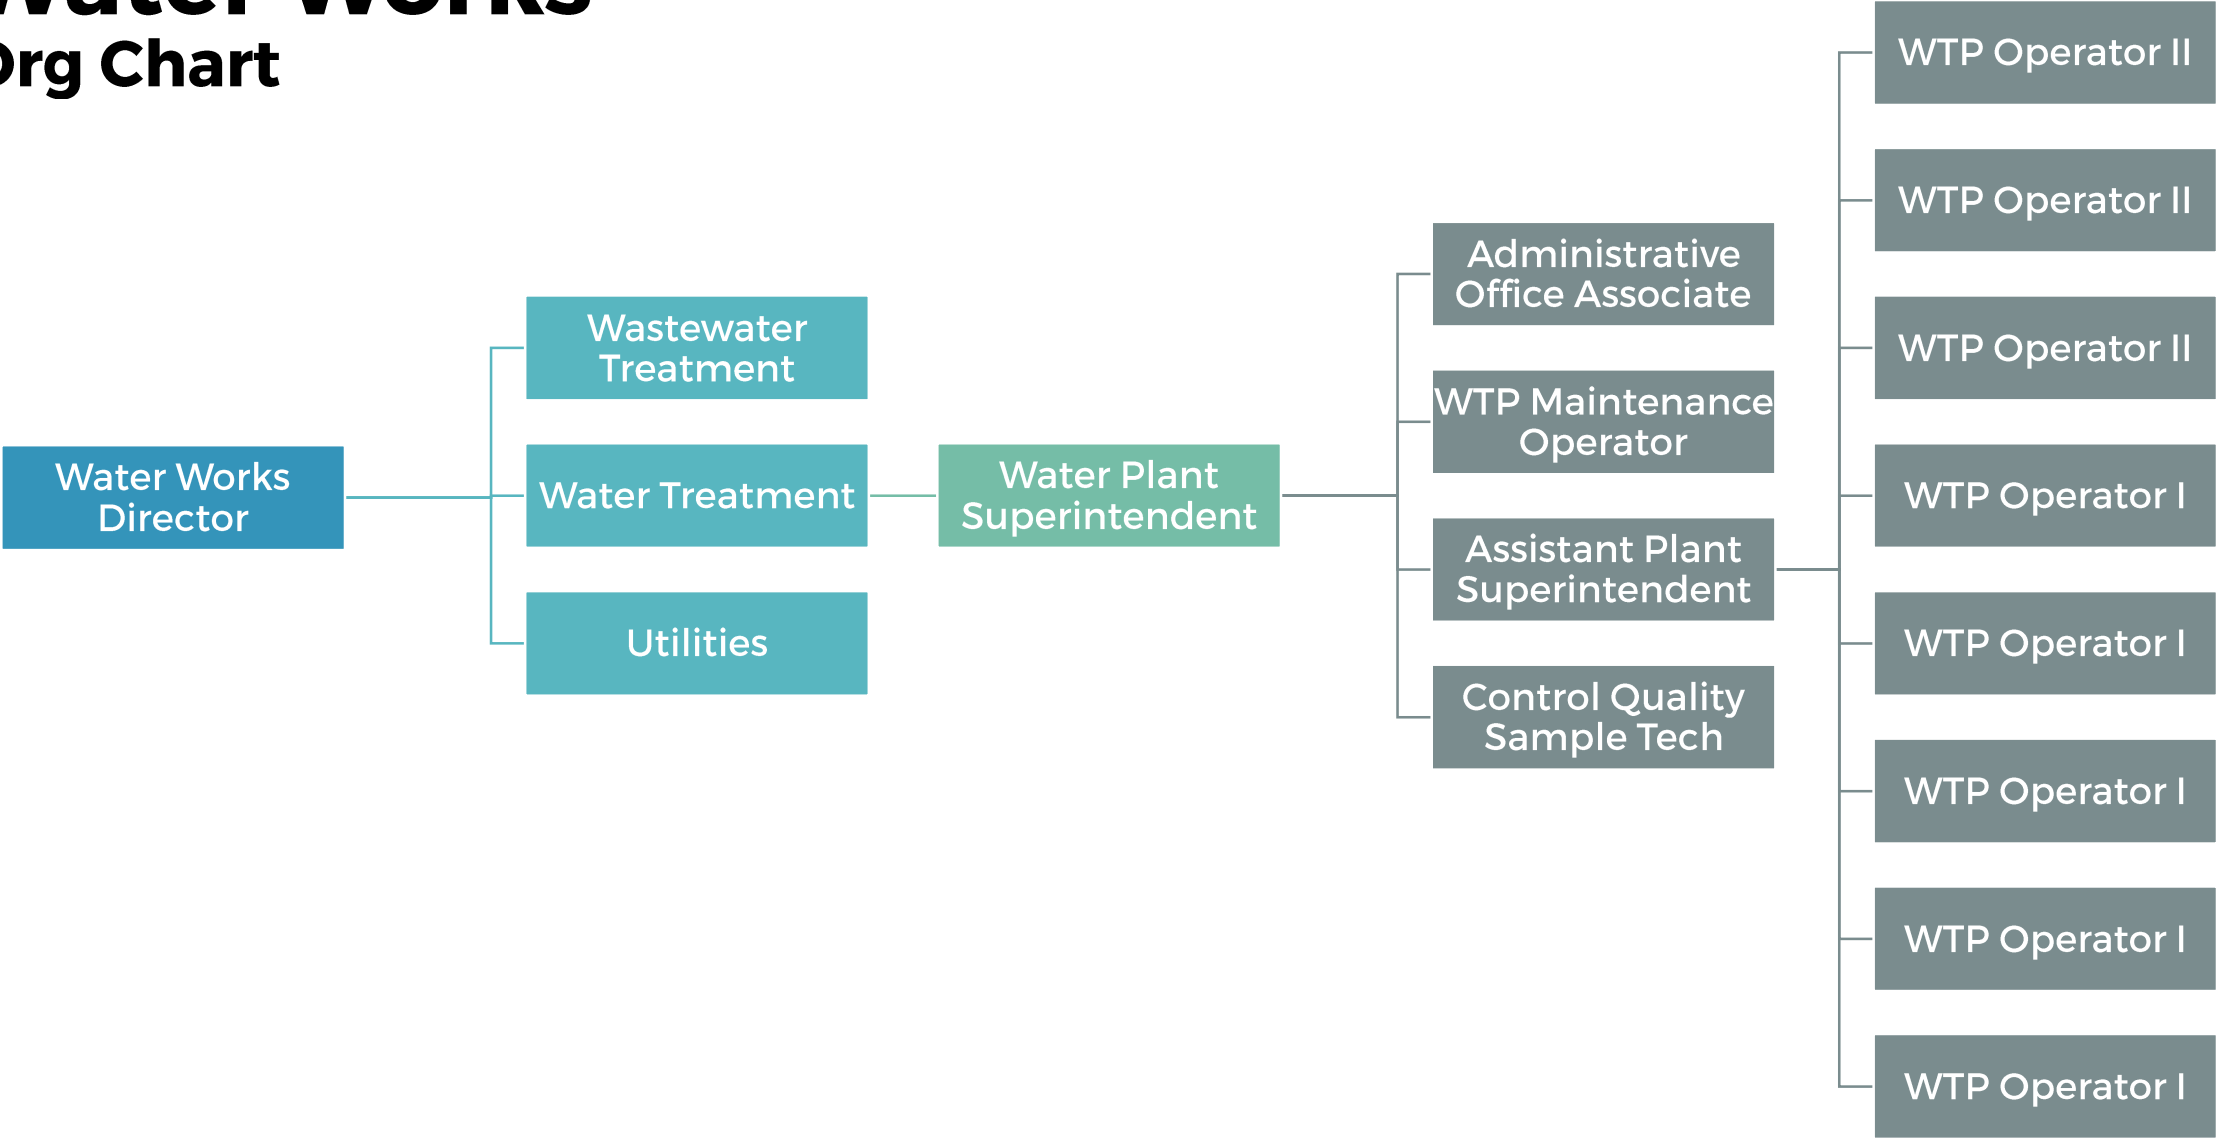 Water Works
Org Chart
Water Works
Director
Wastewater
Treatment
Water Treatment
Utilities
Water Plant
Superintendent
Administrative
Office Associate
WTP Maintenance
Operator
Assistant Plant
Superintendent
Control Quality
Sample Tech
WTP Operator II
WTP Operator II
WTP Operator II
WTP Operator I
WTP Operator I
WTP Operator I
WTP Operator I
WTP Operator I